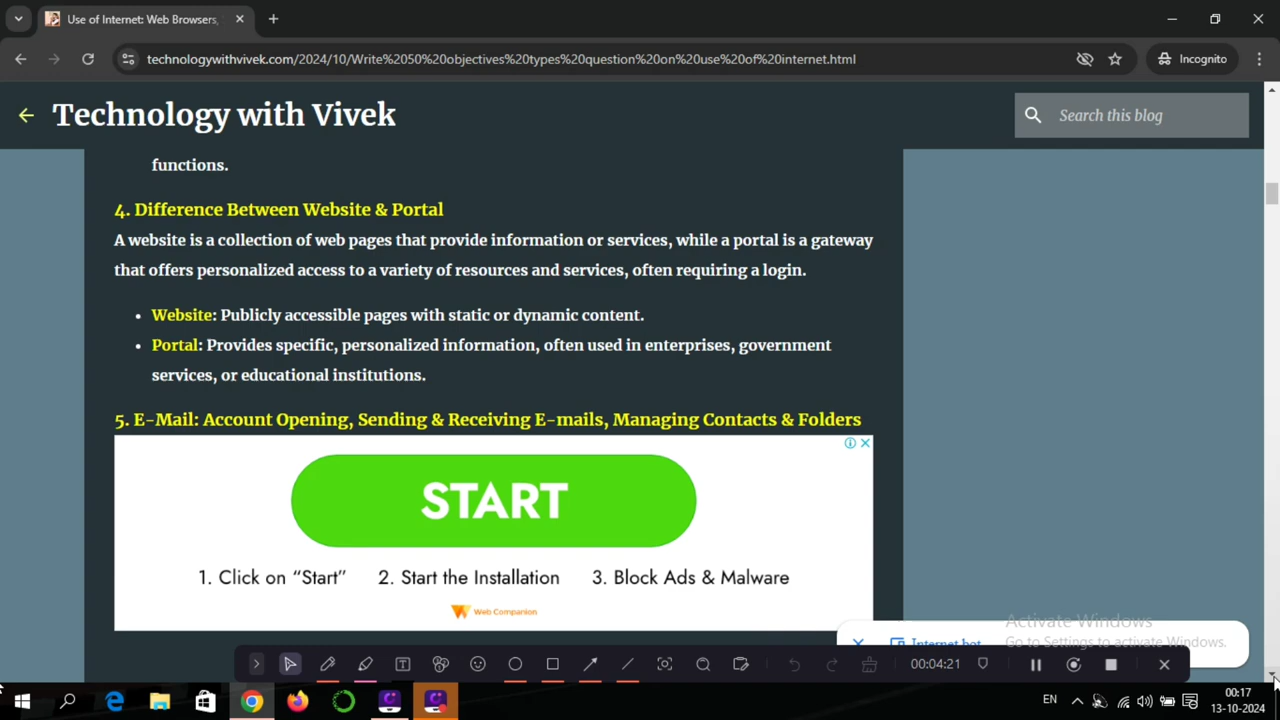 Use of Internet: Web Browsers,
technologywithvivek.com/2024/10/Write%2050%20objectives%20types%20question%20on%20use%20of%20internet.html
Incognito
Technology with Vivek
Search this blog
functions.
4. Difference Between Website & Portal
A website is a collection of web pages that provide information or services, while a portal is a gateway
that offers personalized access to a variety of resources and services, often requiring a login.
• Website: Publicly accessible pages with static or dynamic content.
• Portal: Provides specific, personalized information, often used in enterprises, government
services, or educational institutions.
5. E-Mail: Account Opening, Sending & Receiving E-mails, Managing Contacts & Folders
START
1. Click on “Start” 2. Start the Installation 3. Block Ads & Malware
Web Companion
Activate Windows
Go to Settings to activate Windows.
Internet bot
00:04:21
EN
00:17
13-10-2024